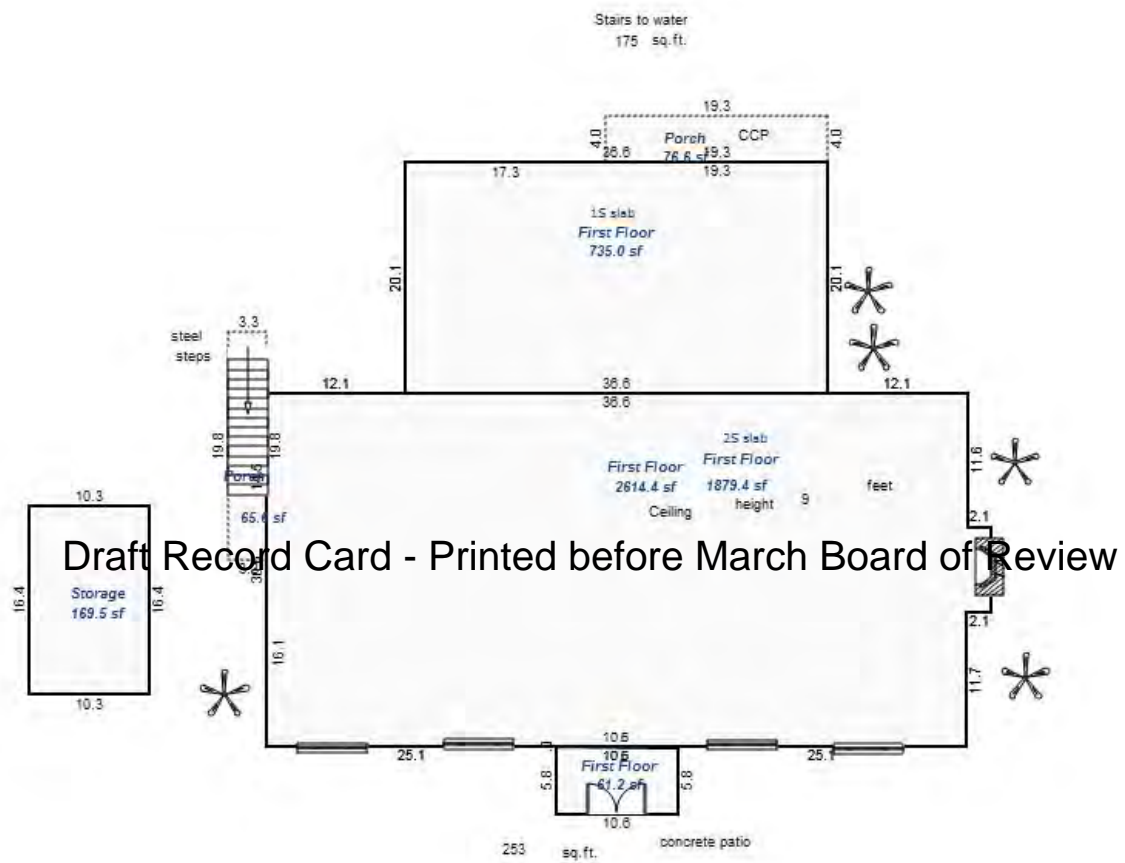 Stairs to water
175 sq.ft.
19.3
4.0
Porch
CCP
4.0
76.6 sf
19.3
17.3
19.3
1S slab
First Floor
735.0 sf
20.1
20.1
3.3
steel
steps
12.1
36.6
12.1
36.6
2S slab
First Floor
First Floor
2614.4 sf
1879.4 sf
feet
Ceiling
height
9
19.8
19.8
11.6
10.3
2.1
Draft Record Card - Printed before March Board of Review
16.4
Storage
169.5 sf
16.4
10.3
16.1
2.1
11.7
25.1
10.6
25.1
10.6
First Floor
61.2 sf
5.8
5.8
10.6
253 sq.ft.
concrete patio